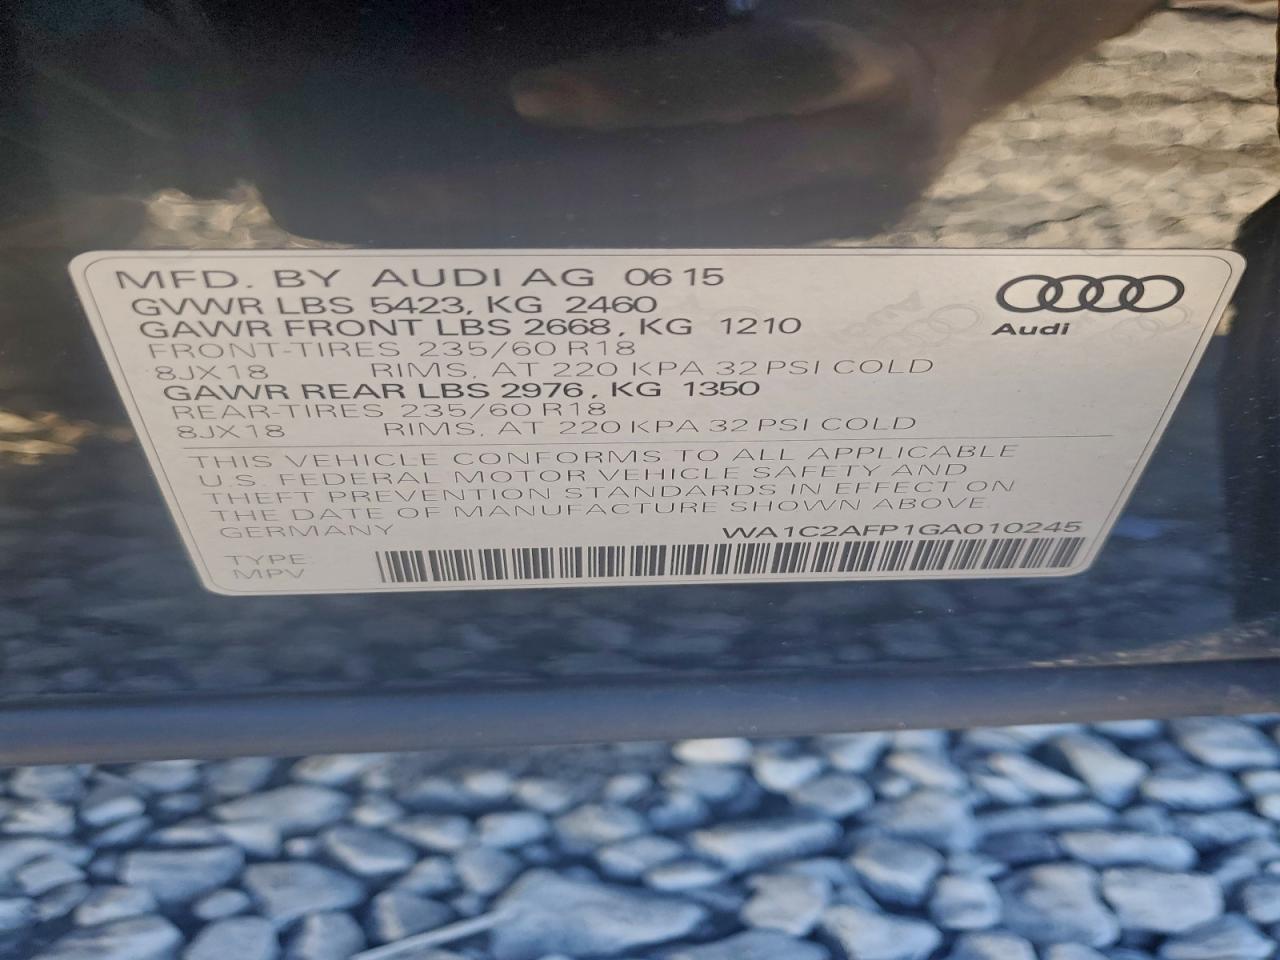 MFD. BY AUDI AG 06 15
GVWR LBS 5423, KG 2460
GAWR FRONT LBS 2668, KG 1210
FRONT-TIRES 235/60 R18
8JX18 RIMS, AT 220 KPA 32 PSI COLD
GAWR REAR LBS 2976, KG 1350
REAR-TIRES 235/60 R18
8JX18 RIMS, AT 220 KPA 32 PSI COLD
Audi
THIS VEHICLE CONFORMS TO ALL APPLICABLE
U.S. FEDERAL MOTOR VEHICLE SAFETY AND
THEFT PREVENTION STANDARDS IN EFFECT ON
THE DATE OF MANUFACTURE SHOWN ABOVE.
GERMANY WA1C2AFP1GA010245
TYPE:
MPV